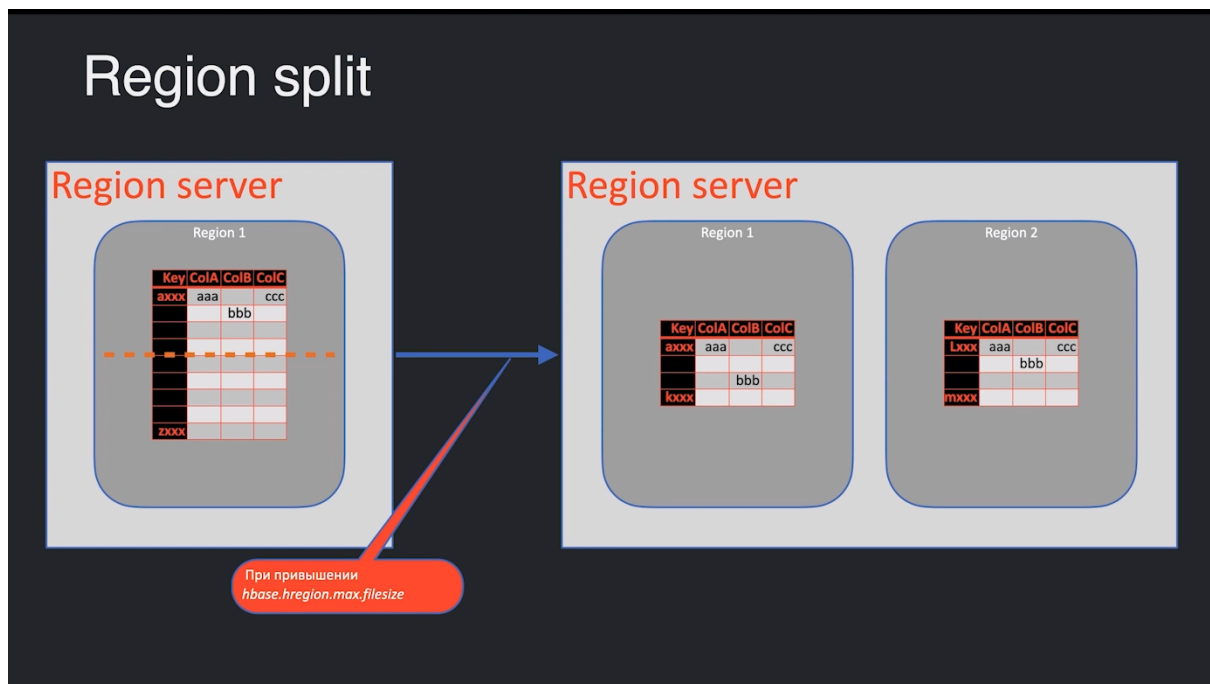 Region split
Region server
Region 1
Key ColA ColB ColC
axxx aaa ccc
bbb
zxxx
При привышении
hbase.hregion.max.filesize
Region server
Region 1
Key ColA ColB ColC
axxx aaa ccc
bbb
kxxx
Region 2
Key ColA ColB ColC
Lxxx aaa ccc
bbb
mxxx